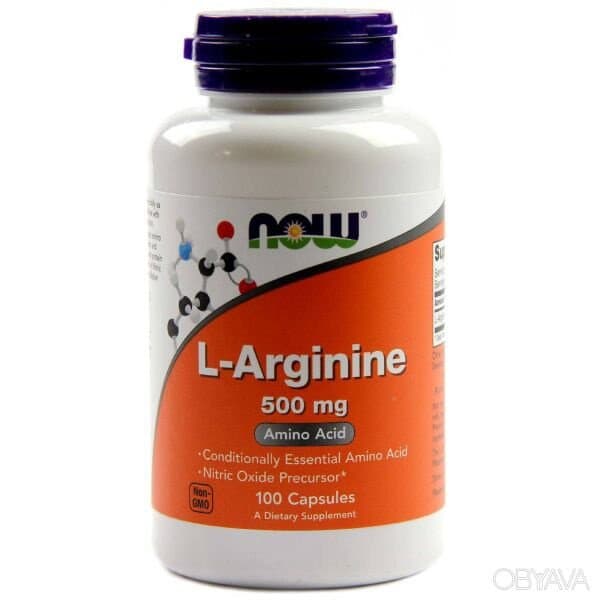 now®
L-Arginine
500 mg
Amino Acid
•Conditionally Essential Amino Acid
•Nitric Oxide Precursor*
Non-
GMO
100 Capsules
A Dietary Supplement
OBYAVA